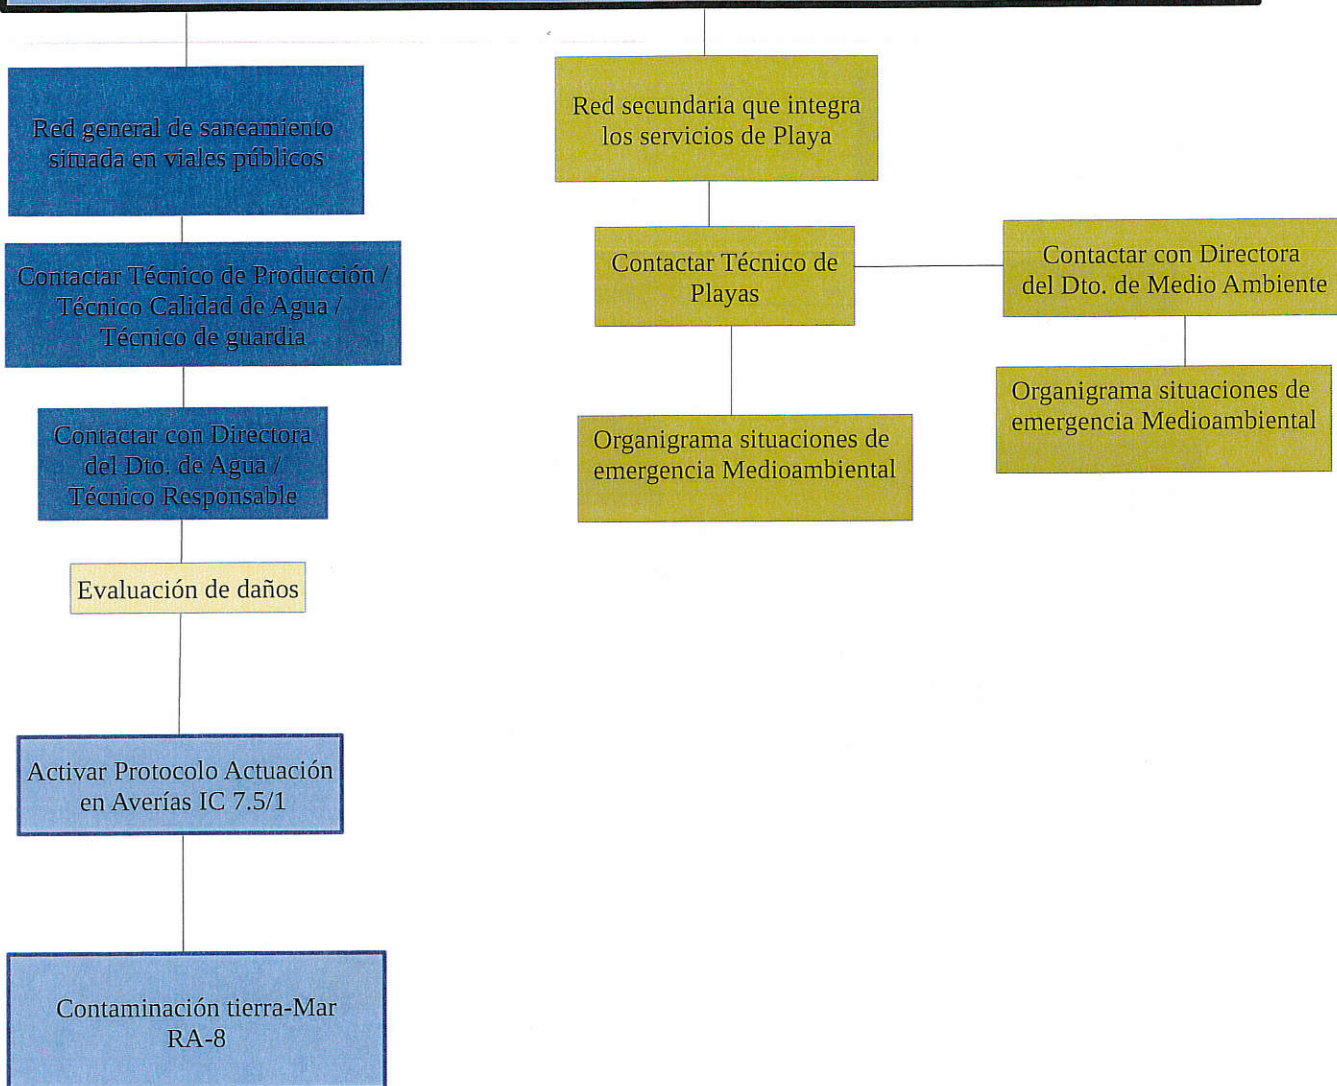 Red general de saneamiento
situada en viales públicos
Contactar Técnico de Producción /
Técnico Calidad de Agua /
Técnico de guardia
Contactar con Directora
del Dto. de Agua /
Técnico Responsable
Evaluación de daños
Activar Protocolo Actuación
en Averías IC 7.5/1
Contaminación tierra-Mar
RA-8
Red secundaria que integra
los servicios de Playa
Contactar Técnico de
Playas
Organigrama situaciones de
emergencia Medioambiental
Contactar con Directora
del Dto. de Medio Ambiente
Organigrama situaciones de
emergencia Medioambiental